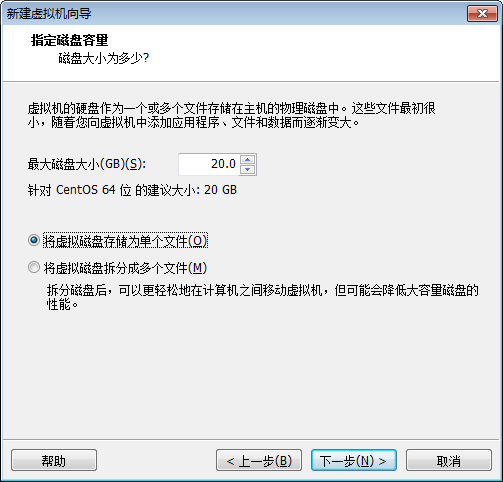 新建虚拟机向导
指定磁盘容量
磁盘大小为多少?
虚拟机的硬盘作为一个或多个文件存储在主机的物理磁盘中。这些文件最初很
小，随着您向虚拟机中添加应用程序、文件和数据而逐渐变大。
最大磁盘大小(GB)(S): 20.0
针对 CentOS 64 位 的建议大小: 20 GB
将虚拟磁盘存储为单个文件(O)
将虚拟磁盘拆分成多个文件(M)
拆分磁盘后，可以更轻松地在计算机之间移动虚拟机，但可能会降低大容量磁盘的
性能。
帮助 < 上一步(B) 下一步(N) > 取消